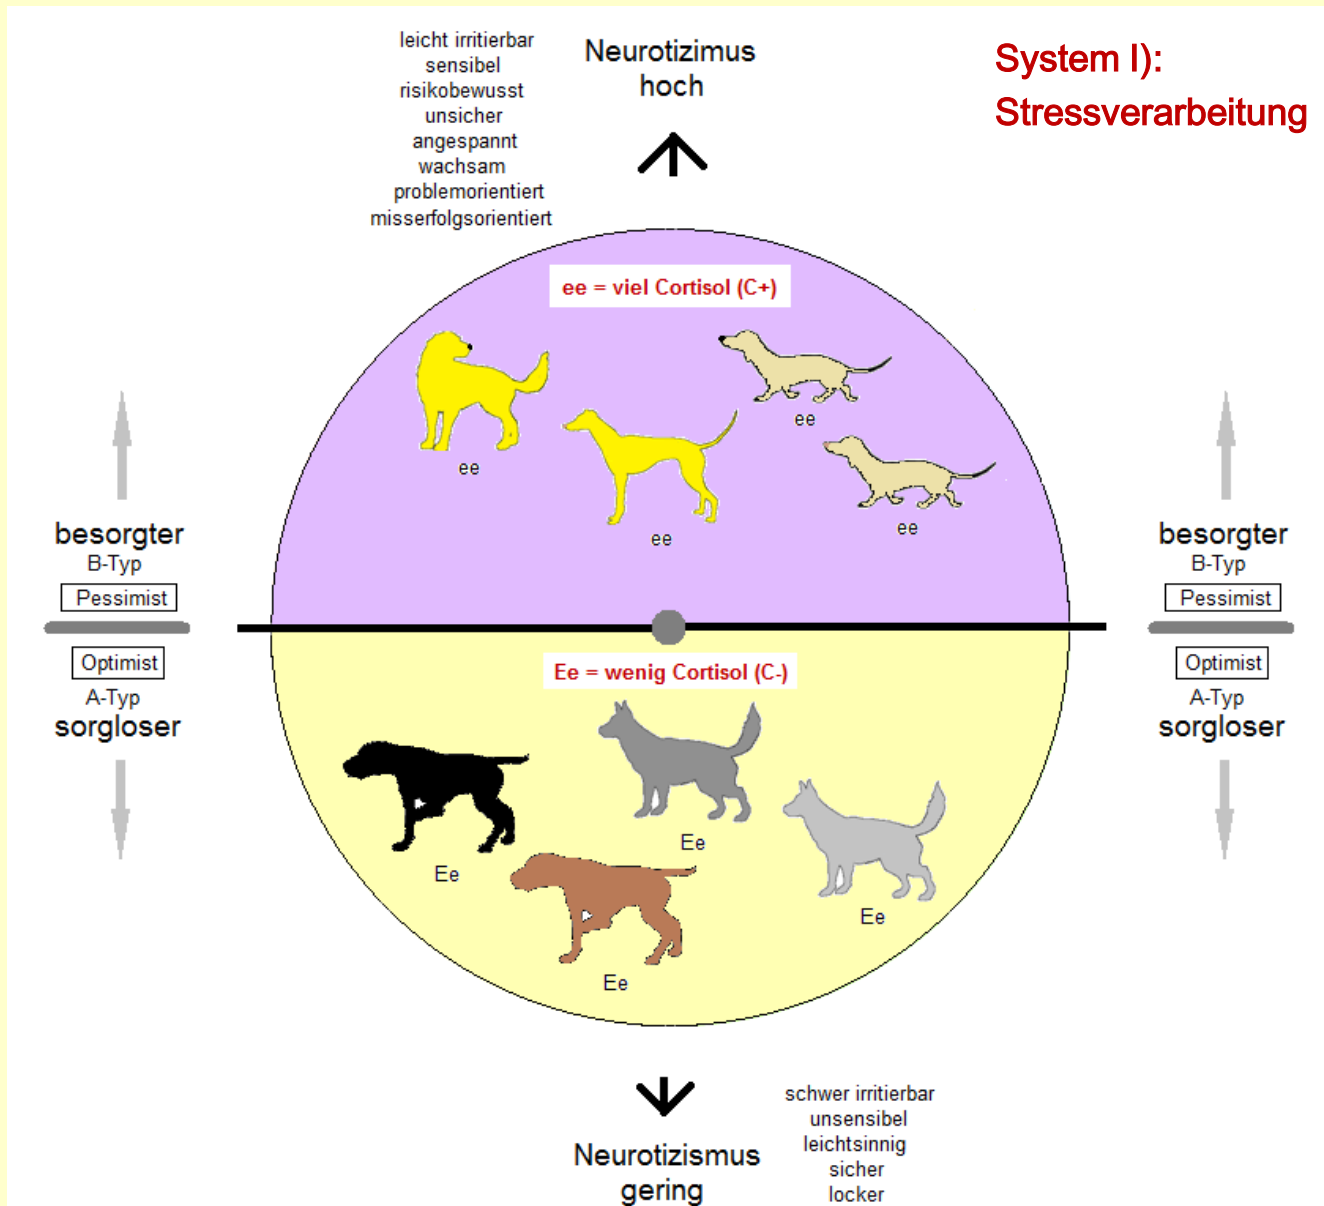 System I):
Stressverarbeitung
leicht irritierbar
sensibel
risikobewusst
unsicher
angespannt
wachsam
problemorientiert
misserfolgsorientiert
Neurotizimus
hoch
ee = viel Cortisol (C+)
ee
ee
ee
ee
besorgter
B-Typ
Pessimist
Optimist
A-Typ
sorgloser
besorgter
B-Typ
Pessimist
Optimist
A-Typ
sorgloser
Ee = wenig Cortisol (C-)
Ee
Ee
Ee
Ee
Neurotizismus
gering
schwer irritierbar
unsensibel
leichtsinnig
sicher
locker